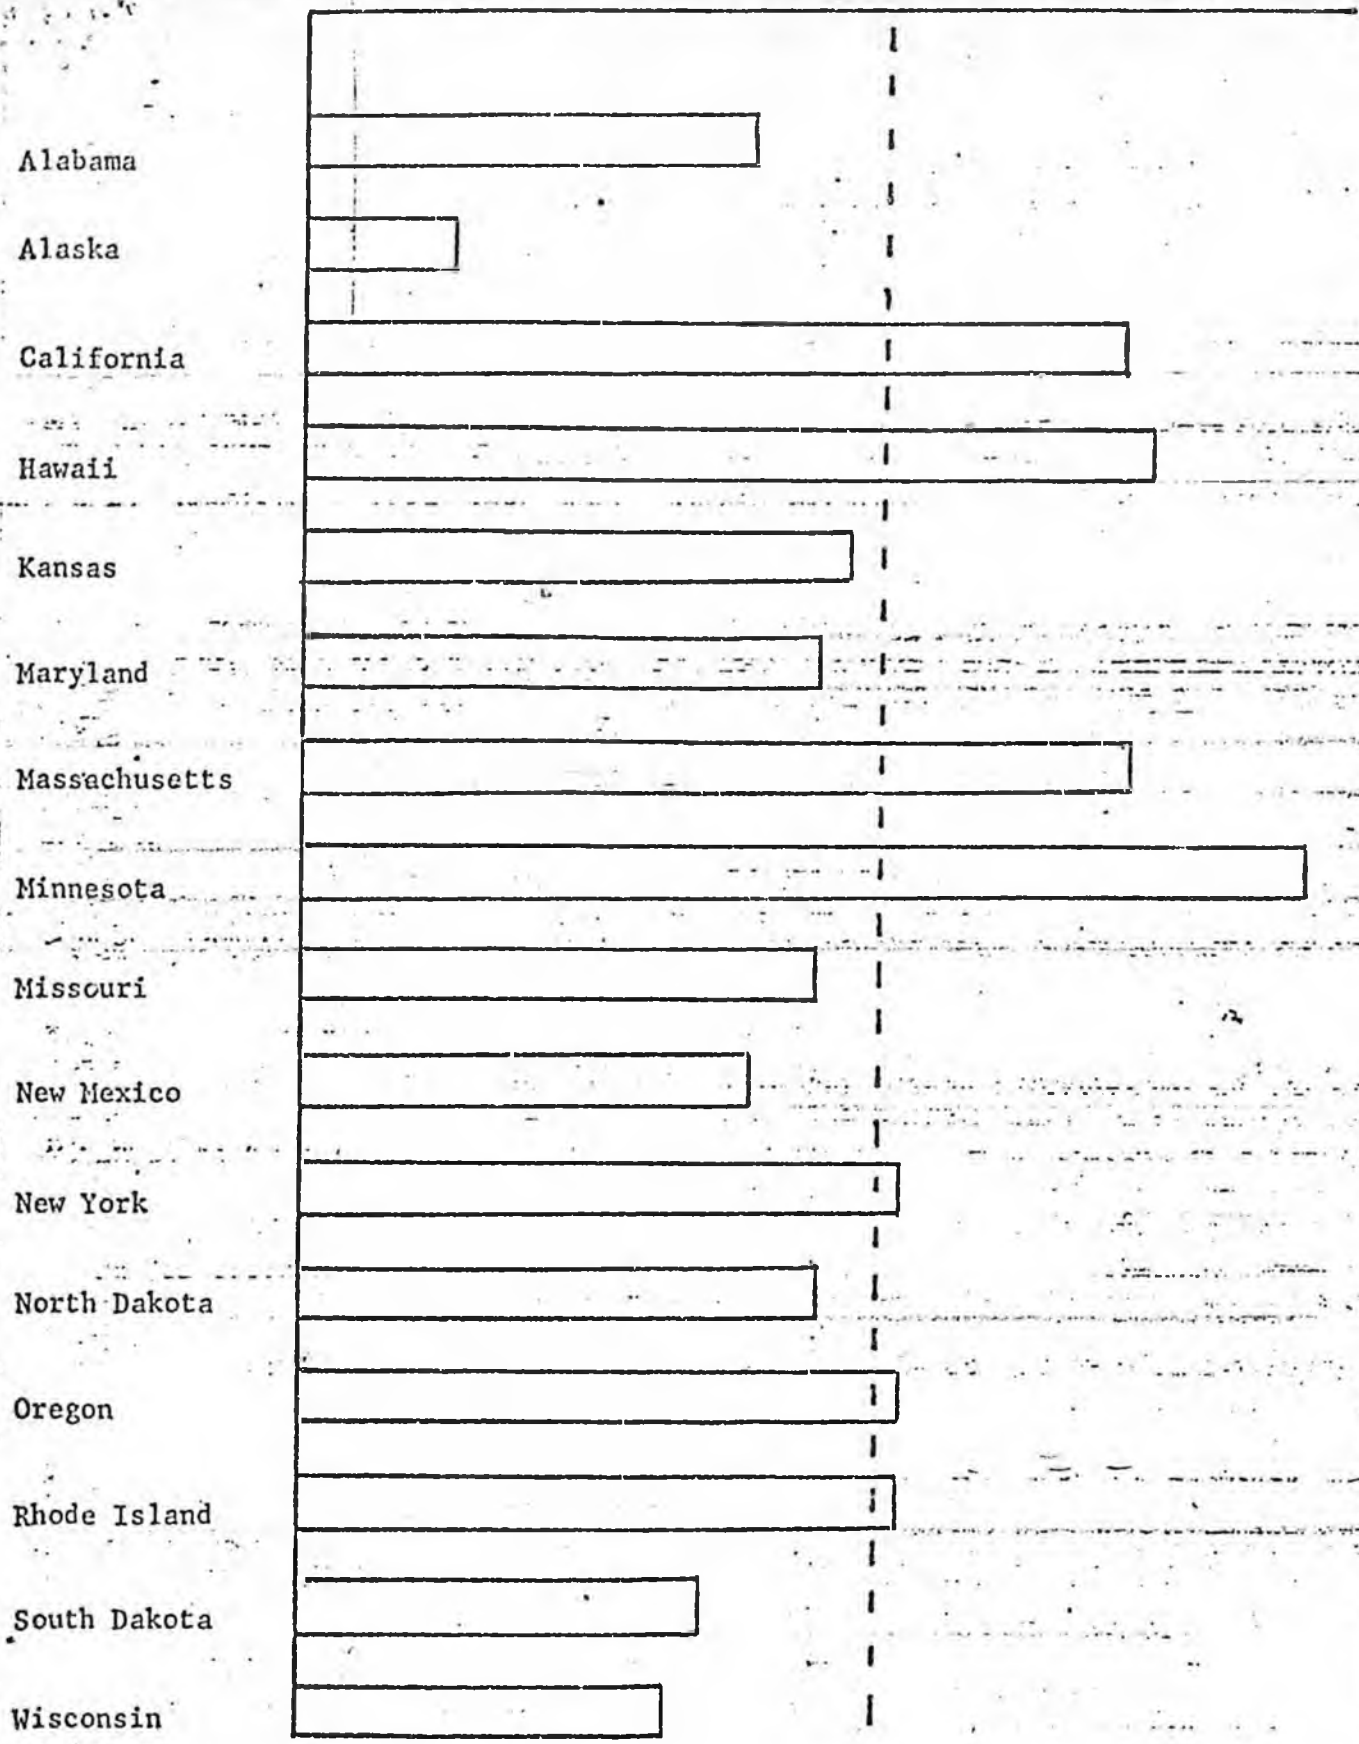 Alabama
Alaska
California
Hawaii
Kansas
Maryland
Massachusetts
Minnesota
Missouri
New Mexico
New York
North Dakota
Oregon
Rhode Island
South Dakota
Wisconsin